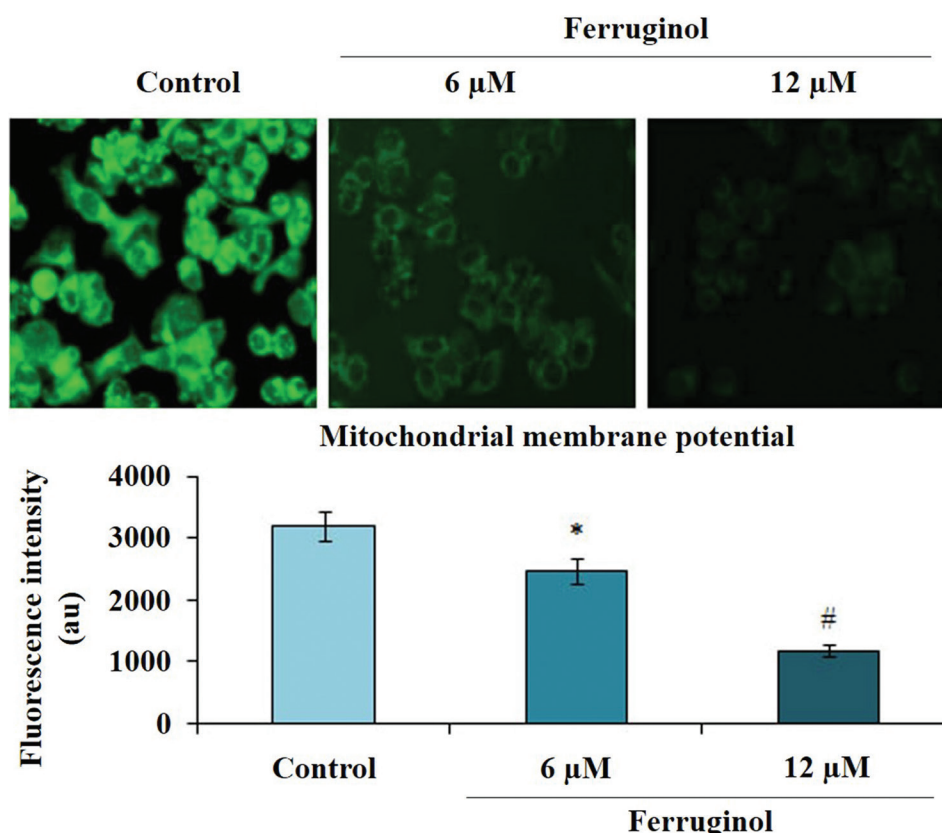 Ferruginol
Control 6 µM 12 µM
Mitochondrial membrane potential
Fluorescence intensity
(au)
4000
3000
2000
1000
0
*
#
Control 6 µM 12 µM
Ferruginol